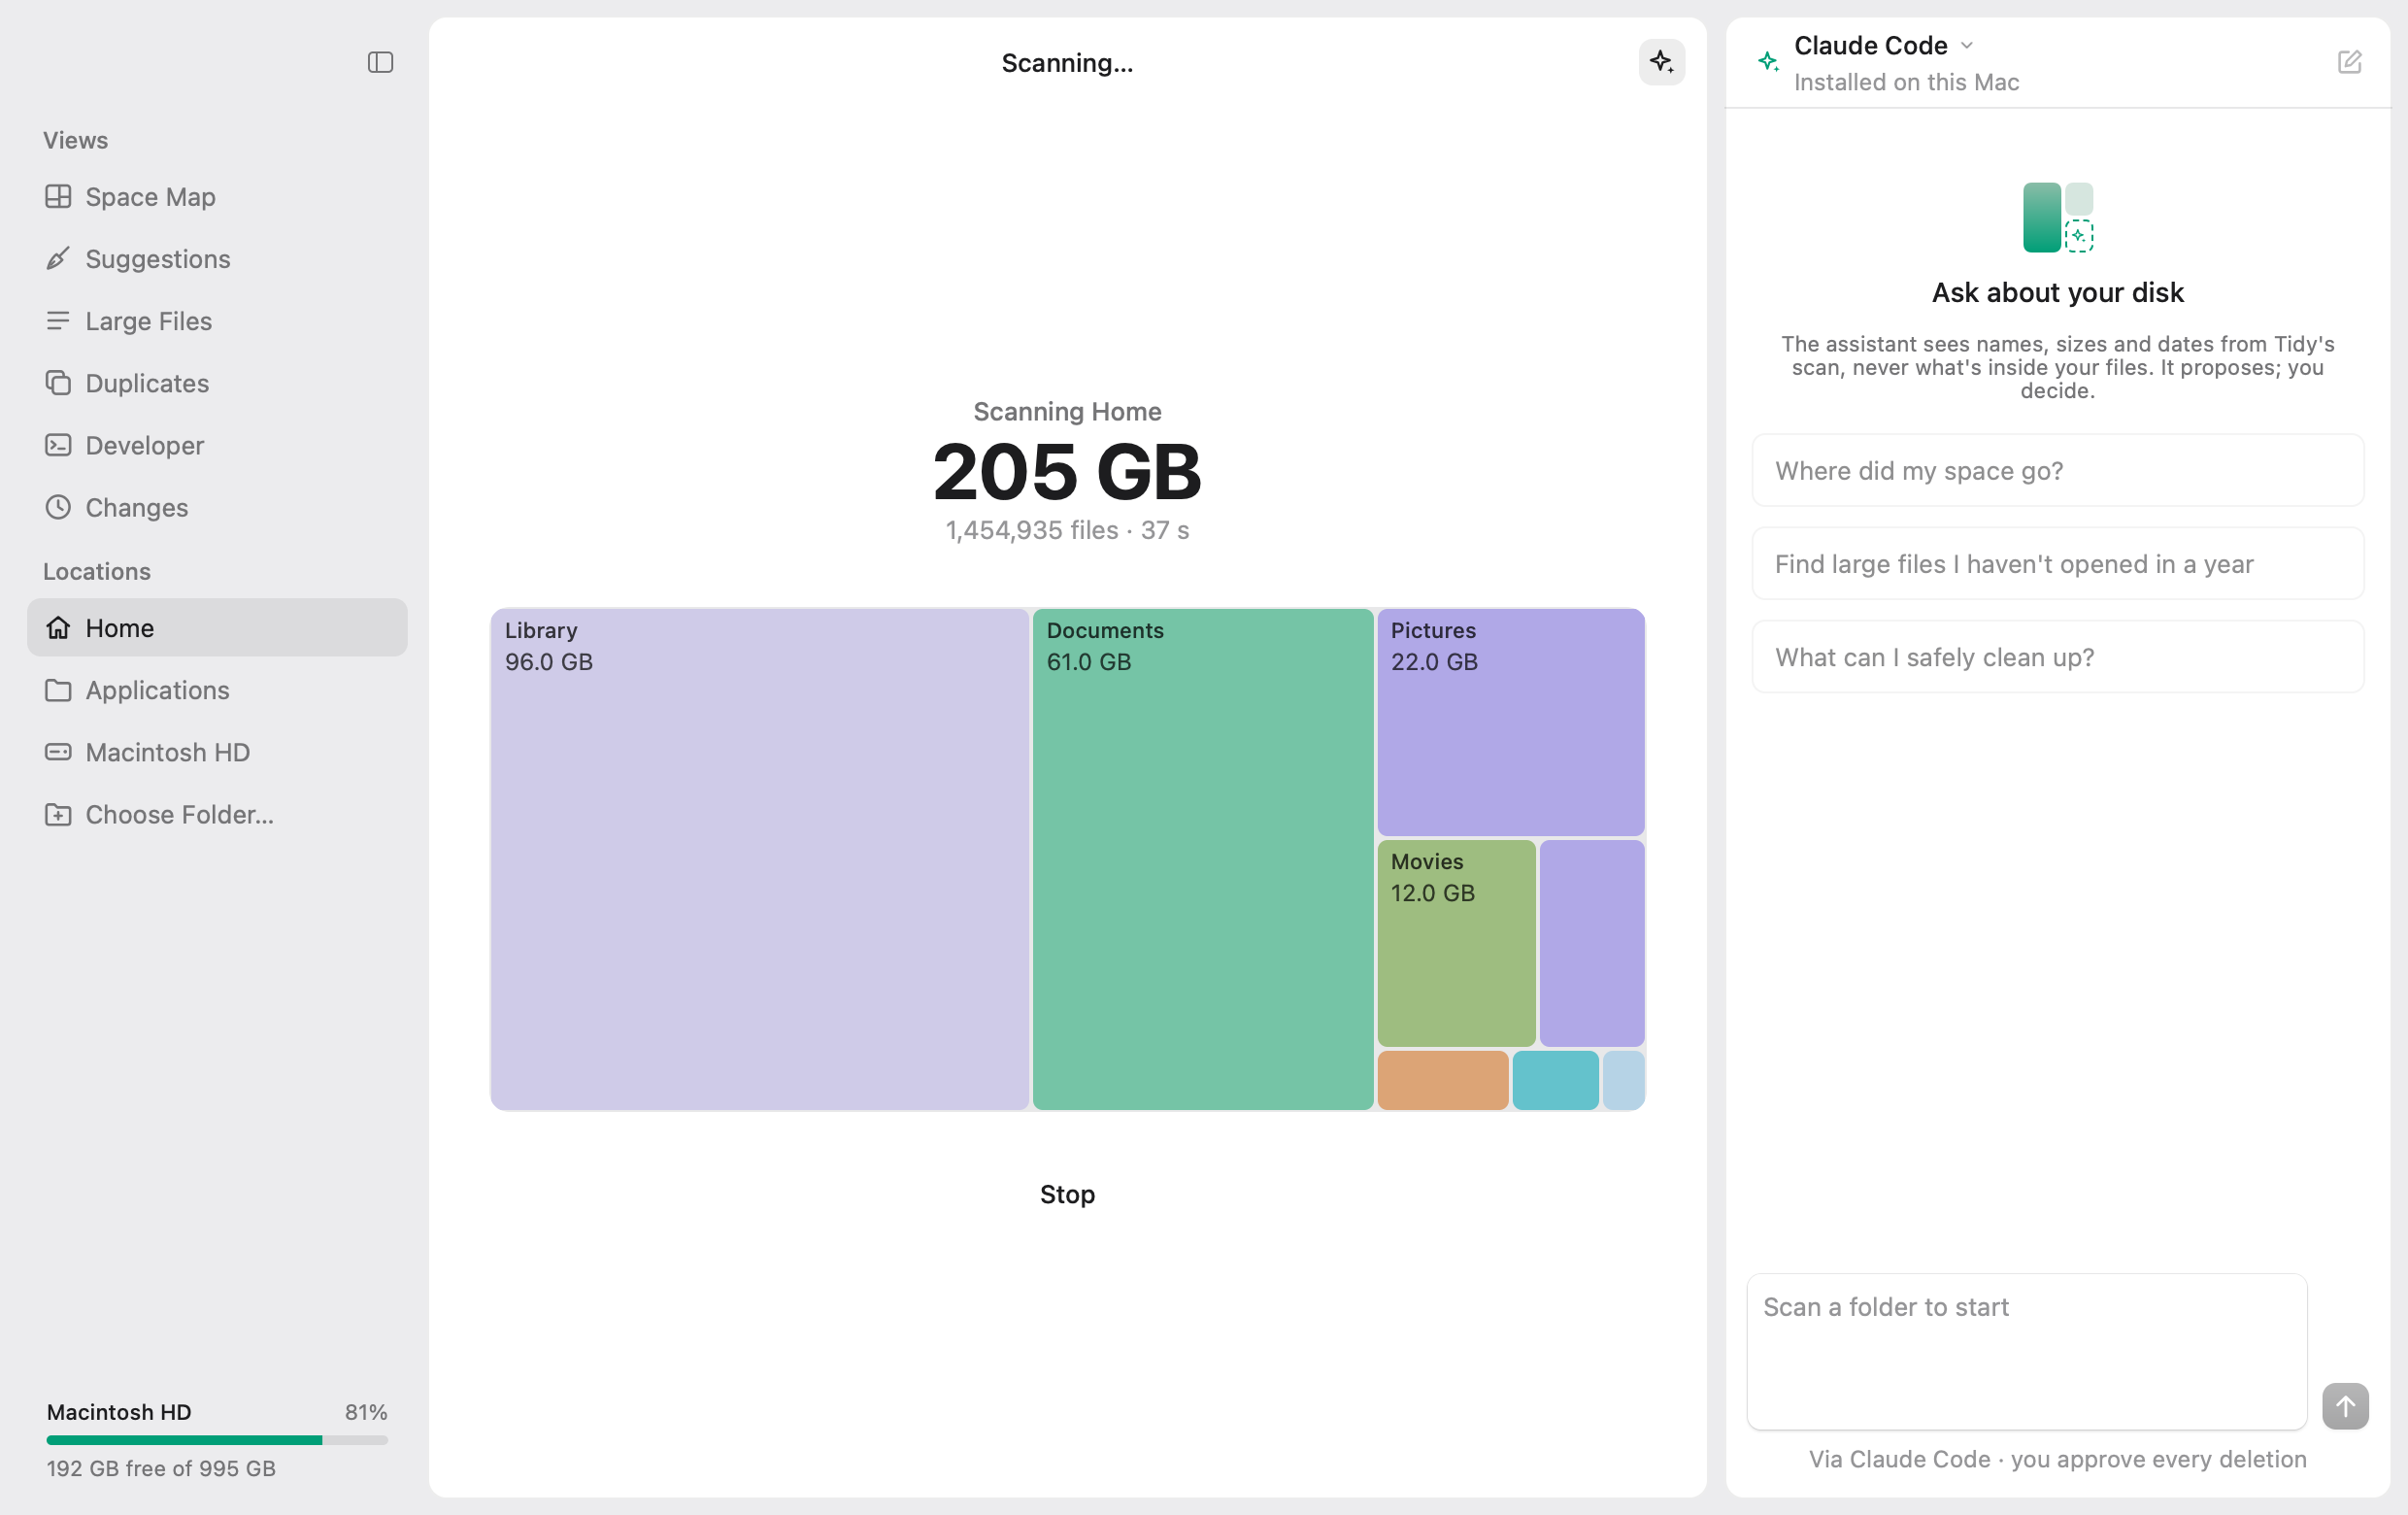 Views
Space Map
Suggestions
Large Files
Duplicates
Developer
Changes
Locations
Home
Applications
Macintosh HD
Choose Folder...
Macintosh HD
81%
192 GB free of 995 GB
Scanning...
Scanning Home
205 GB
1,454,935 files · 37 s
Library
96.0 GB
Documents
61.0 GB
Pictures
22.0 GB
Movies
12.0 GB
Stop
Claude Code
Installed on this Mac
Ask about your disk
The assistant sees names, sizes and dates from Tidy's
scan, never what's inside your files. It proposes; you
decide.
Where did my space go?
Find large files I haven't opened in a year
What can I safely clean up?
Scan a folder to start
Via Claude Code · you approve every deletion